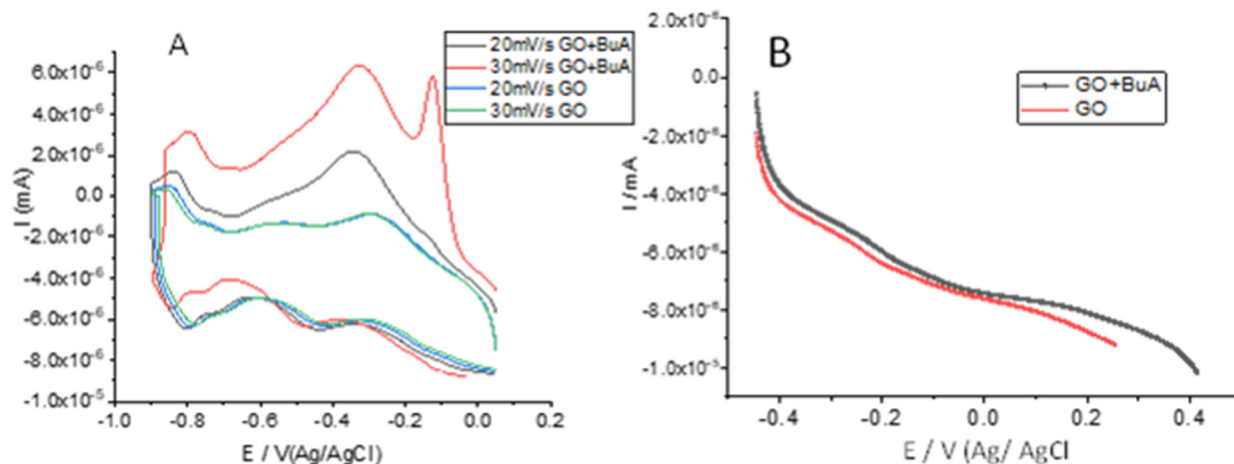 A
20mV/s GO+BuA
30mV/s GO+BuA
20mV/s GO
30mV/s GO
6.0x10⁻⁶
4.0x10⁻⁶
2.0x10⁻⁶
0.0
-2.0x10⁻⁶
-4.0x10⁻⁶
-6.0x10⁻⁶
-8.0x10⁻⁶
-1.0x10⁻⁵
I (mA)
-1.0
-0.8
-0.6
-0.4
-0.2
0.0
0.2
E / V(Ag/AgCl)
B
GO+BuA
GO
2.0x10⁻⁶
0.0
-2.0x10⁻⁶
-4.0x10⁻⁶
-6.0x10⁻⁶
-8.0x10⁻⁶
-1.0x10⁻⁵
I /mA
-0.4
-0.2
0.0
0.2
0.4
E / V (Ag/ AgCl